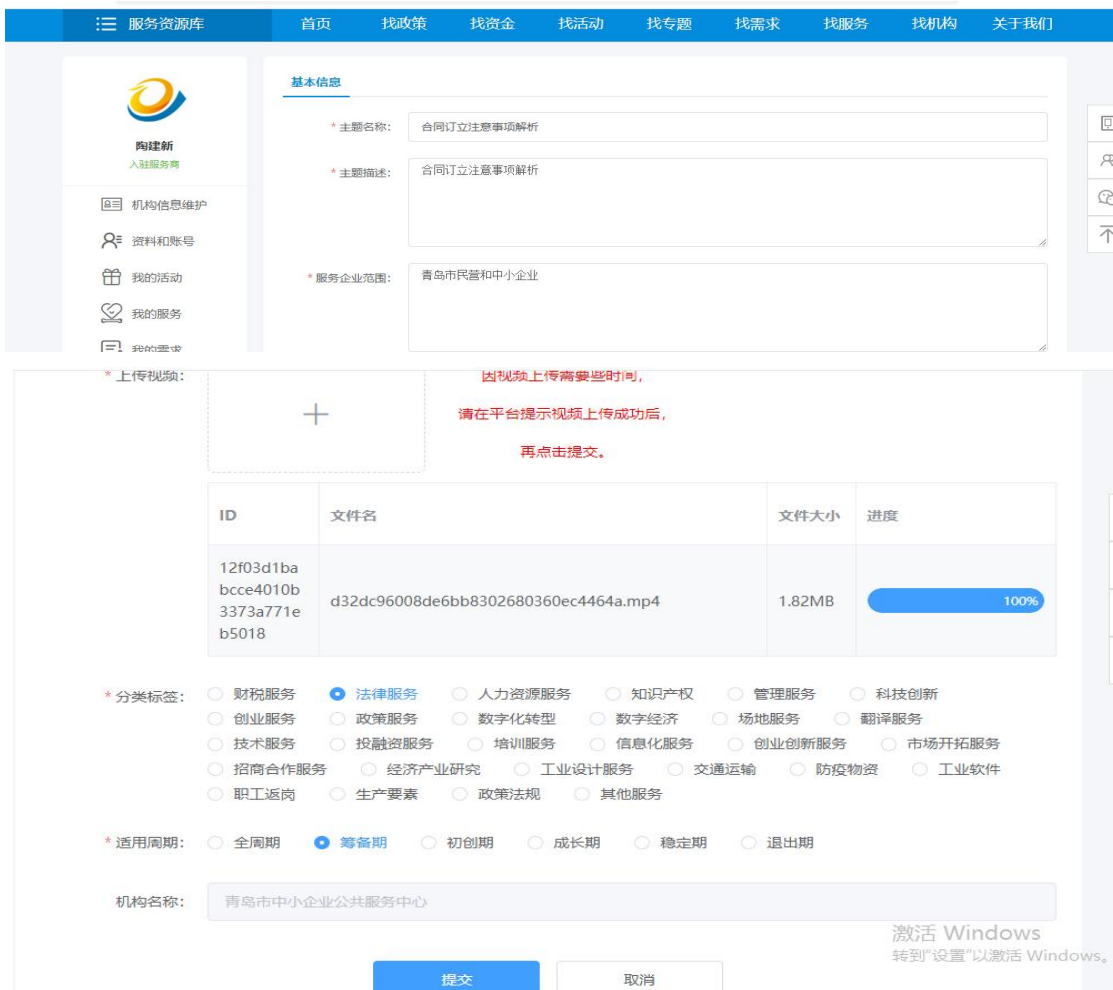 服务资源库 首页 找政策 找资金 找活动 找专题 找需求 找服务 找机构 关于我们
陶建新
入驻服务商
机构信息维护
资料和账号
我的活动
我的服务
我的需求
基本信息
* 主题名称: 合同订立注意事项解析
* 主题描述: 合同订立注意事项解析
* 服务企业范围: 青岛市民营和中小企业
* 上传视频:
因视频上传需要些时间,
请在平台提示视频上传成功后,
再点击提交。
ID 文件名 文件大小 进度
12f03d1ba
bcce4010b
3373a771e
b5018
d32dc96008de6bb8302680360ec4464a.mp4 1.82MB 100%
* 分类标签: 财税服务 法律服务 人力资源服务 知识产权 管理服务 科技创新
创业服务 政策服务 数字化转型 数字经济 场地服务 翻译服务
技术服务 投融资服务 培训服务 信息化服务 创业创新服务 市场开拓服务
招商合作服务 经济产业研究 工业设计服务 交通运输 防疫物资 工业软件
职工返岗 生产要素 政策法规 其他服务
* 适用周期: 全周期 筹备期 初创期 成长期 稳定期 退出期
机构名称: 青岛市中小企业公共服务中心
激活 Windows
转到"设置"以激活 Windows。
提交 取消